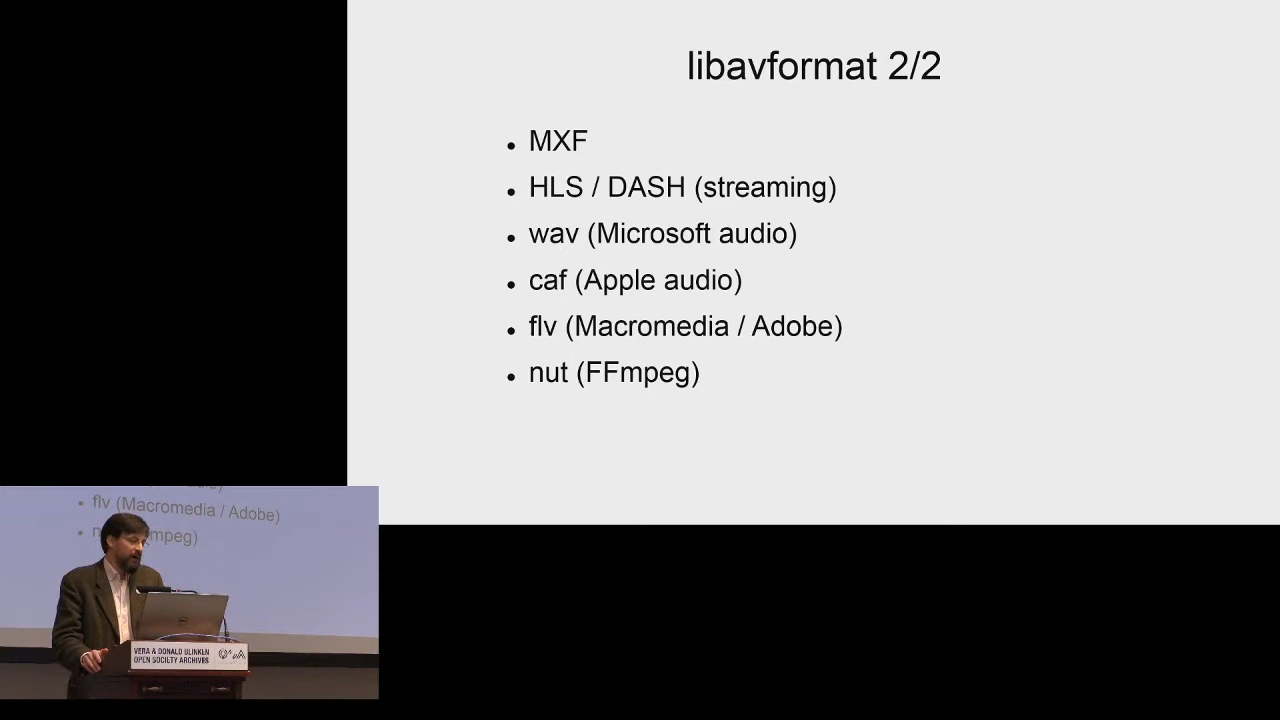 libavformat 2/2
• MXF
• HLS / DASH (streaming)
• wav (Microsoft audio)
• caf (Apple audio)
• flv (Macromedia / Adobe)
• nut (FFmpeg)
• flv (Macromedia / Adobe)
mpeg)
VERA & DONALD BLINKEN
OPEN SOCIETY ARCHIVES